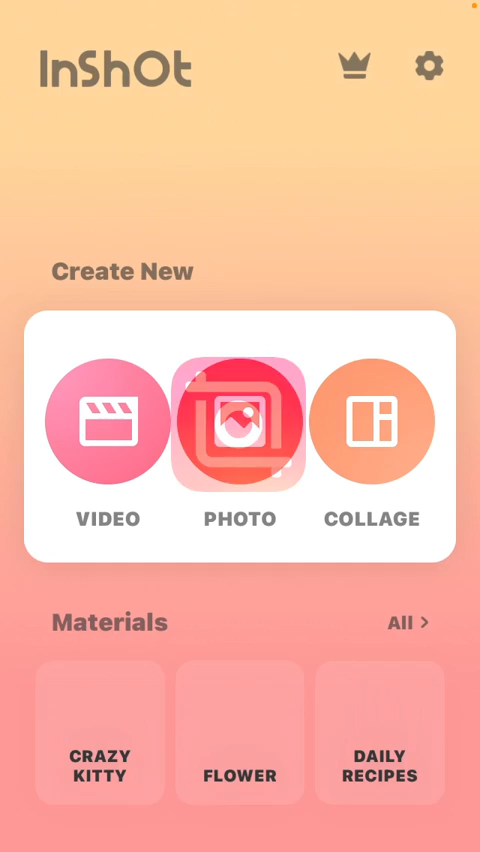 InShOt
Create New
VIDEO
PHOTO
COLLAGE
Materials
All >
CRAZY
KITTY
FLOWER
DAILY
RECIPES